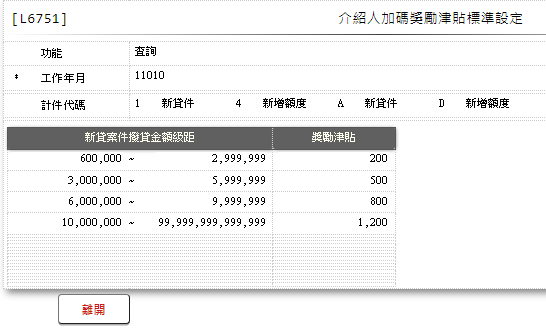 [L6751] 介紹人加碼獎勵津貼標準設定
功能 查詢
* 工作年月 11010
計件代碼 1 新貸件 4 新增額度 A 新貸件 D 新增額度
新貸案件撥貸金額級距 獎勵津貼
600,000 ~ 2,999,999 200
3,000,000 ~ 5,999,999 500
6,000,000 ~ 9,999,999 800
10,000,000 ~ 99,999,999,999,999 1,200
離開